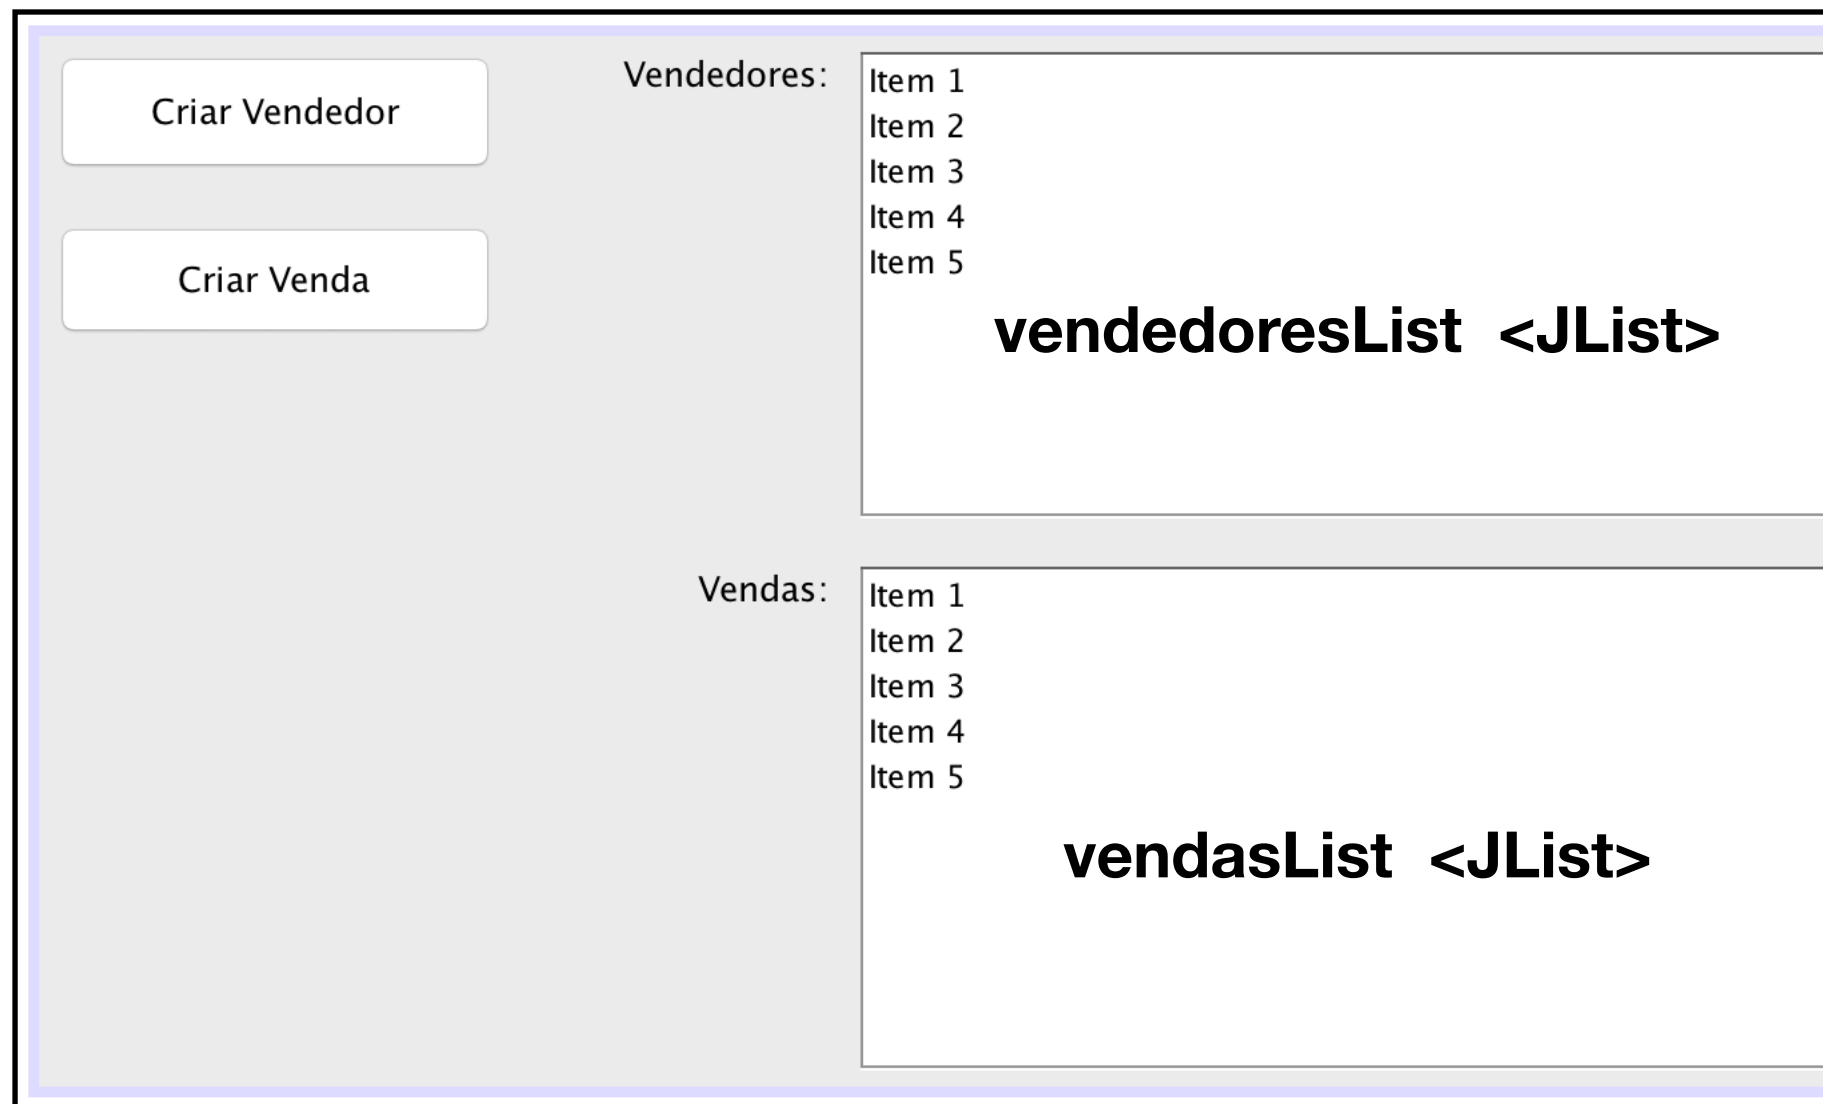 Criar Vendedor
Criar Venda
Vendedores:
Item 1
Item 2
Item 3
Item 4
Item 5
vendedoresList <JList>
Vendas:
Item 1
Item 2
Item 3
Item 4
Item 5
vendasList <JList>